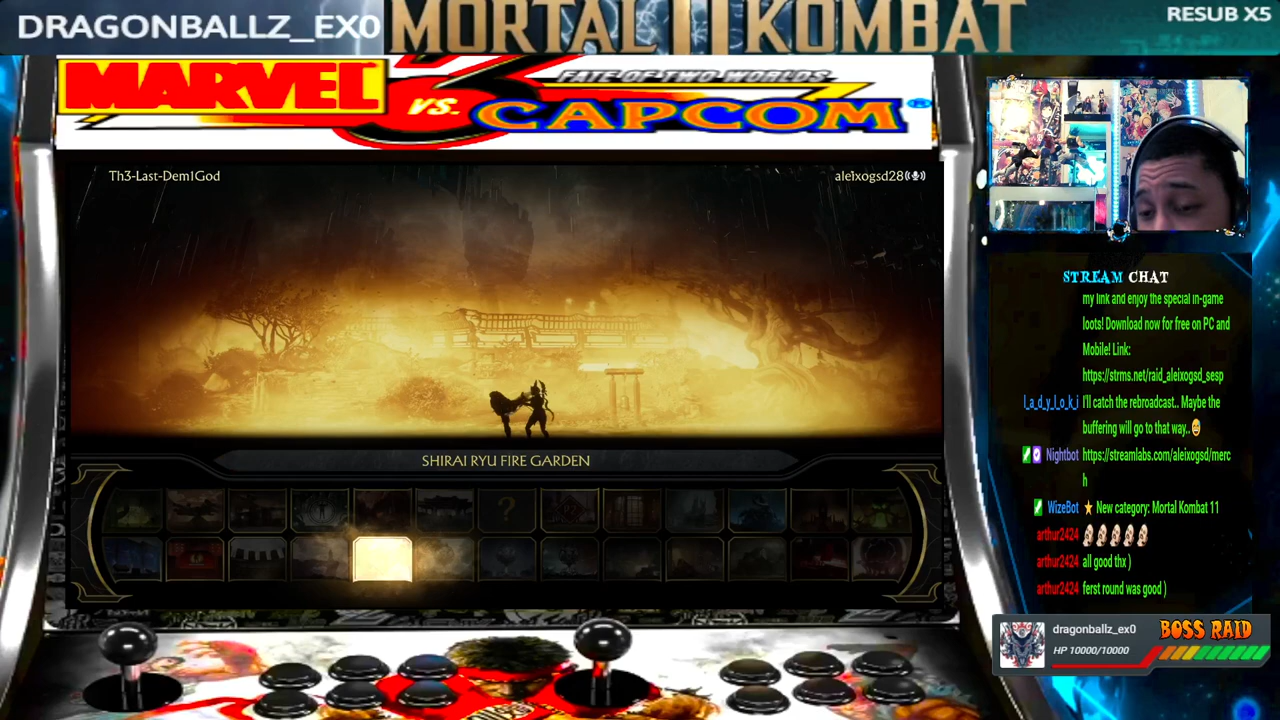 DRAGONBALLZ_EX0
MORTAL KOMBAT
RESUB X5
MARVEL VS. CAPCOM®
3
FATE OF TWO WORLDS
Th3-Last-Dem1God
ale1xogsd28
SHIRAI RYU FIRE GARDEN
?
STREAM CHAT
my link and enjoy the special in-game
loots! Download now for free on PC and
Mobile! Link:
https://strms.net/raid_aleixogsd_sesp
l_a_d_y_l_o_k_i I'll catch the rebroadcast.. Maybe the
buffering will go to that way..😅
Nightbot https://streamlabs.com/aleixogsd/merc
h
WizeBot ★ New category: Mortal Kombat 11
arthur2424
arthur2424 all good thx )
arthur2424 ferst round was good )
dragonballz_ex0
BOSS RAID
HP 10000/10000